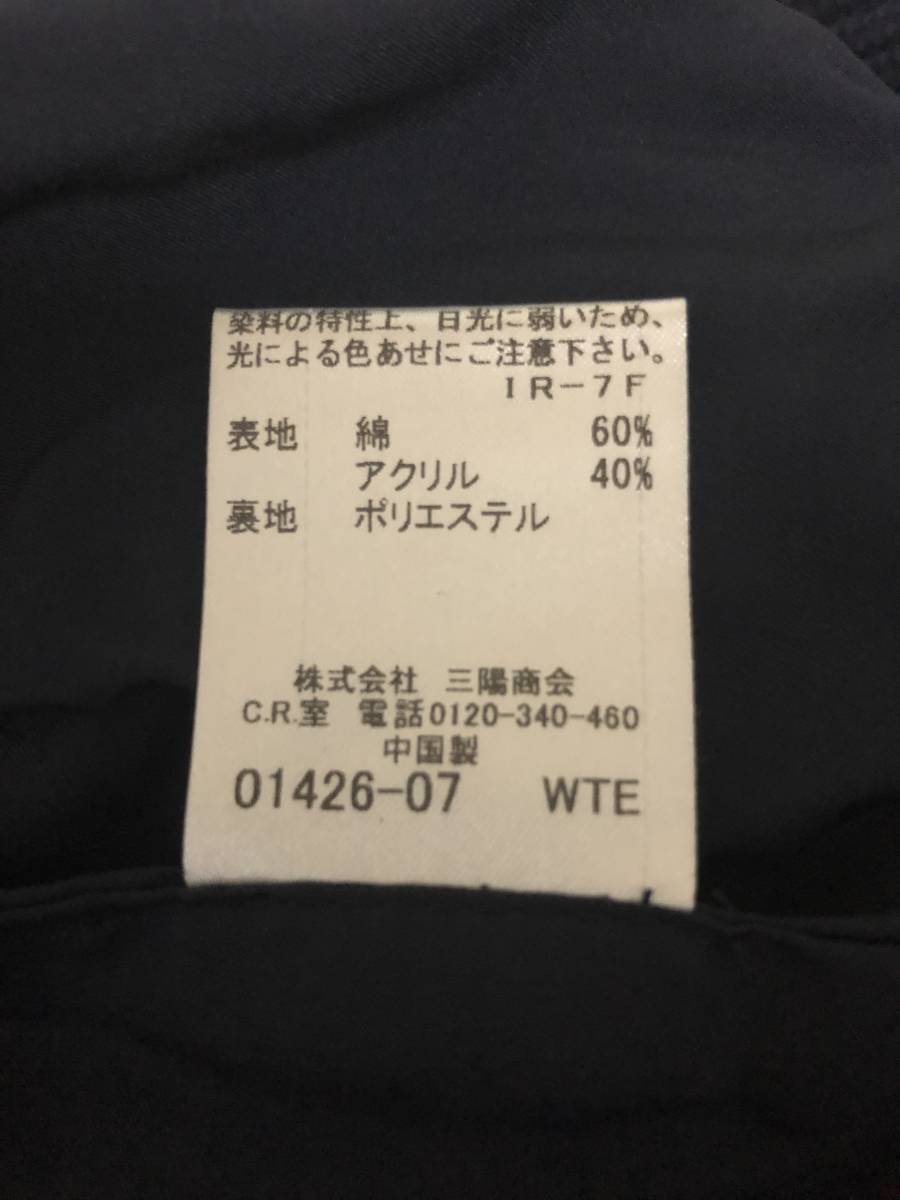 染料の特性上、日光に弱いため、
光による色あせにご注意下さい。
IR-7F
表地 綿 60%
アクリル 40%
裏地 ポリエステル
株式会社 三陽商会
C.R.室 電話0120-340-460
中国製
01426-07 WTE